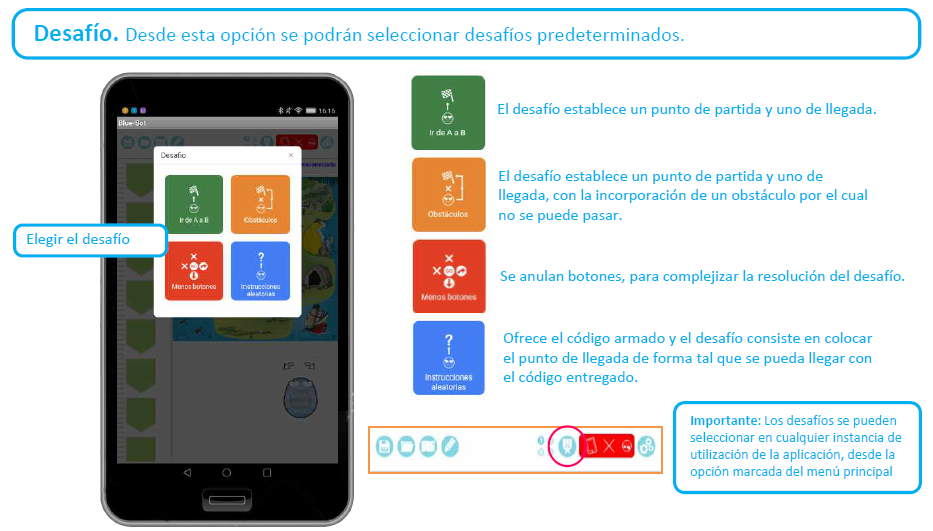 Desafío. Desde esta opción se podrán seleccionar desafíos predeterminados.
16:16
Blue-Bot
Desafío
×
Ir de A a B
Obstáculos
Menos botones
Instrucciones
aleatorias
Elegir el desafío
Ir de A a B
El desafío establece un punto de partida y uno de llegada.
Obstáculos
El desafío establece un punto de partida y uno de
llegada, con la incorporación de un obstáculo por el cual
no se puede pasar.
Menos botones
Se anulan botones, para complejizar la resolución del desafío.
Instrucciones
aleatorias
Ofrece el código armado y el desafío consiste en colocar
el punto de llegada de forma tal que se pueda llegar con
el código entregado.
Importante: Los desafíos se pueden
seleccionar en cualquier instancia de
utilización de la aplicación, desde la
opción marcada del menú principal